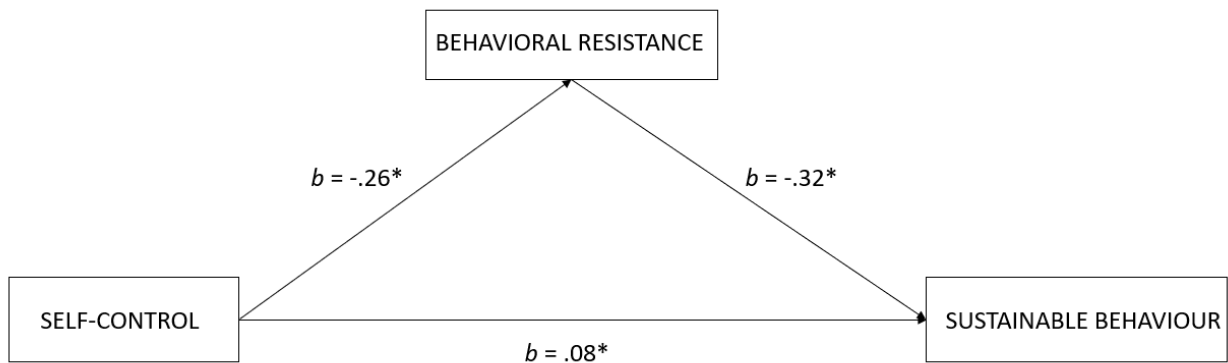 BEHAVIORAL RESISTANCE
b = -.26*
b = -.32*
SELF-CONTROL
SUSTAINABLE BEHAVIOUR
b = .08*